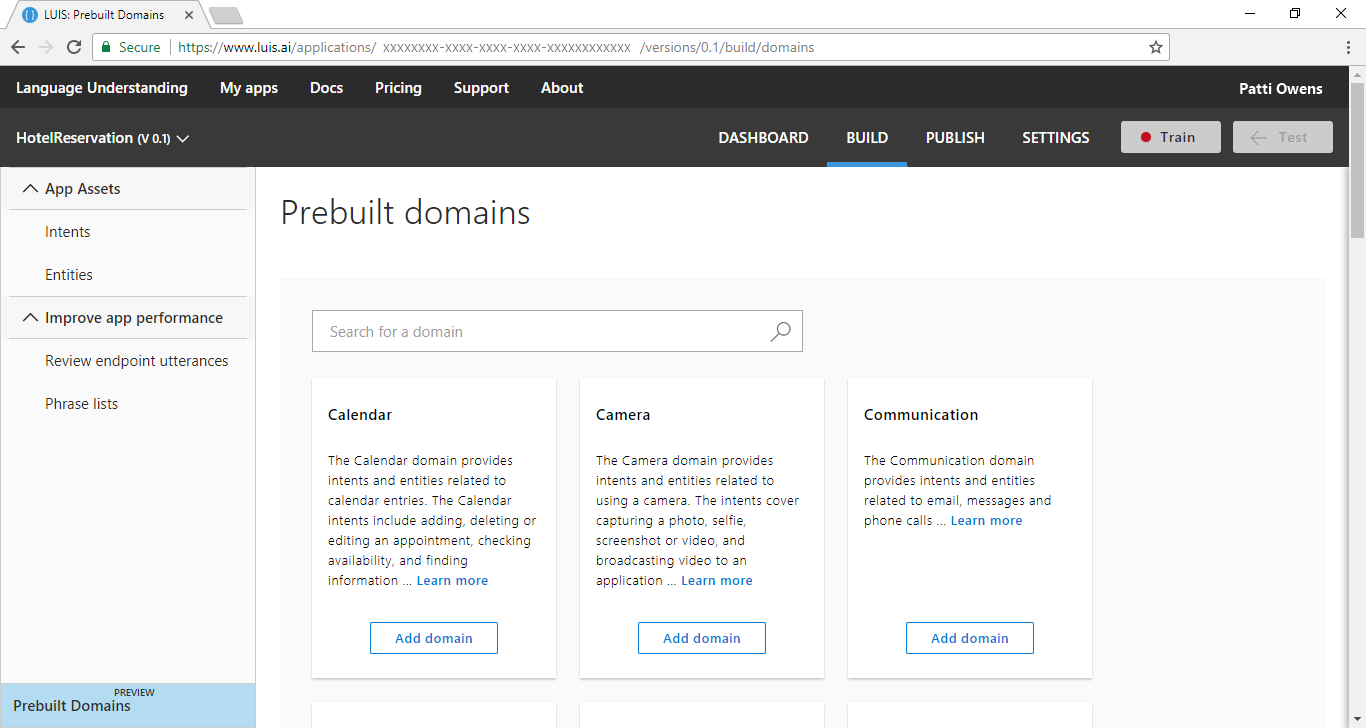 LUIS: Prebuilt Domains
Secure https://www.luis.ai/applications/ xxxxxxxx-xxxx-xxxx-xxxx-xxxxxxxxxxxx /versions/0.1/build/domains
Language Understanding My apps Docs Pricing Support About Patti Owens
HotelReservation (V 0.1) DASHBOARD BUILD PUBLISH SETTINGS Train Test
App Assets
Intents
Entities
Improve app performance
Review endpoint utterances
Phrase lists
PREVIEW
Prebuilt Domains
Prebuilt domains
Search for a domain
Calendar
The Calendar domain provides
intents and entities related to
calendar entries. The Calendar
intents include adding, deleting or
editing an appointment, checking
availability, and finding
information ... Learn more
Add domain
Camera
The Camera domain provides
intents and entities related to
using a camera. The intents cover
capturing a photo, selfie,
screenshot or video, and
broadcasting video to an
application ... Learn more
Add domain
Communication
The Communication domain
provides intents and entities
related to email, messages and
phone calls ... Learn more
Add domain